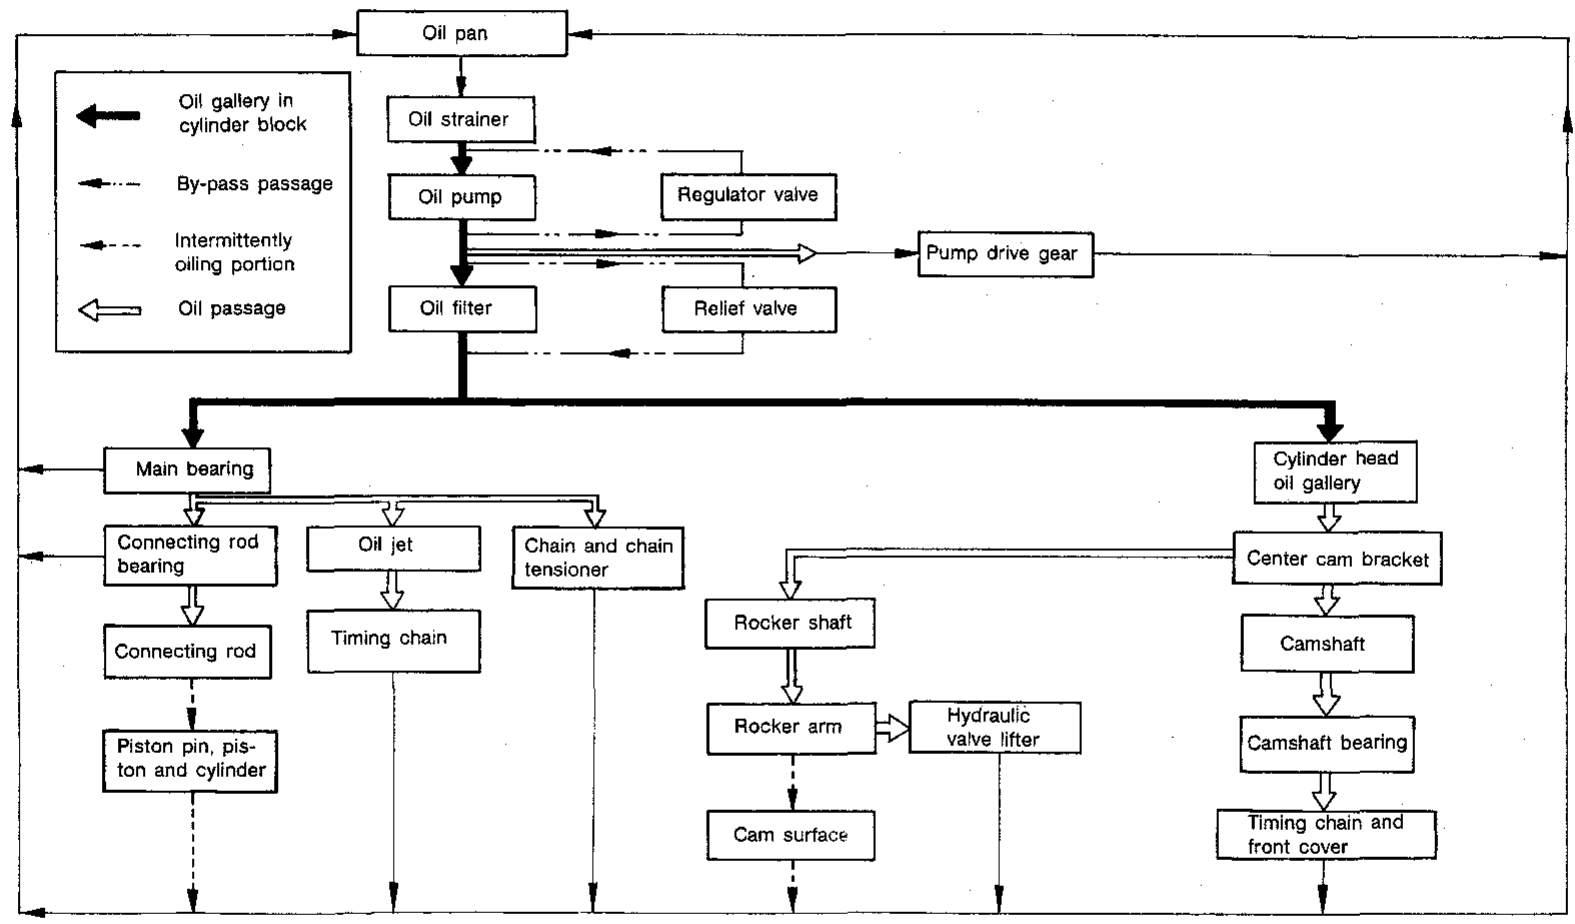 Oil pan
Oil gallery in
cylinder block
By-pass passage
Intermittently
oiling portion
Oil passage
Oil strainer
Oil pump
Regulator valve
Pump drive gear
Oil filter
Relief valve
Main bearing
Cylinder head
oil gallery
Connecting rod
bearing
Oil jet
Chain and chain
tensioner
Center cam bracket
Connecting rod
Timing chain
Rocker shaft
Camshaft
Piston pin, pis-
ton and cylinder
Rocker arm
Hydraulic
valve lifter
Camshaft bearing
Cam surface
Timing chain and
front cover